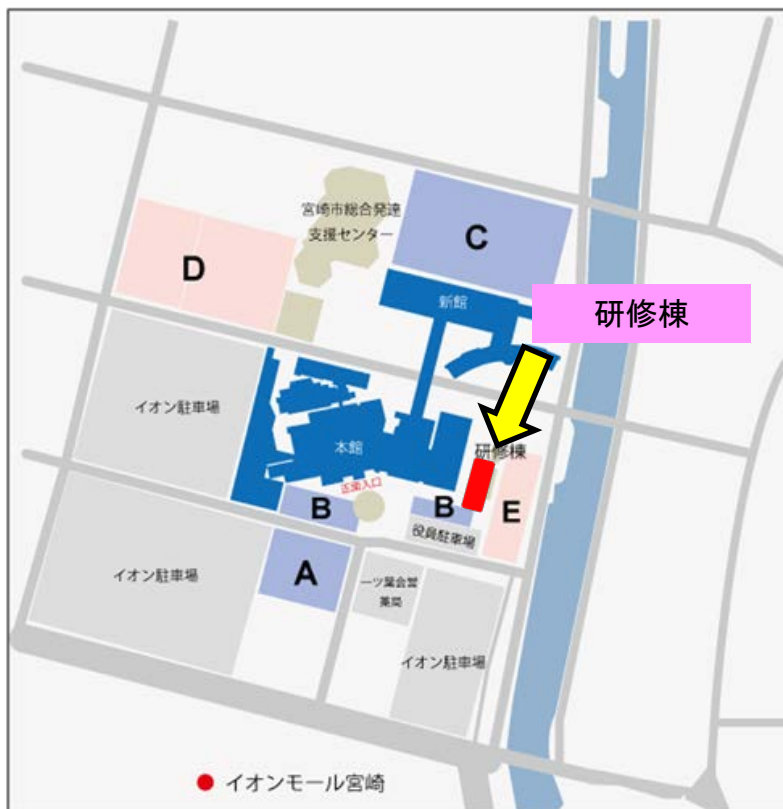 宮崎市総合発達
支援センター
C
D
新館
研修棟
イオン駐車場
本館
研修棟
正面入口
B
B
E
役員駐車場
A
イオン駐車場
一ツ葉会営
薬局
イオン駐車場
イオンモール宮崎